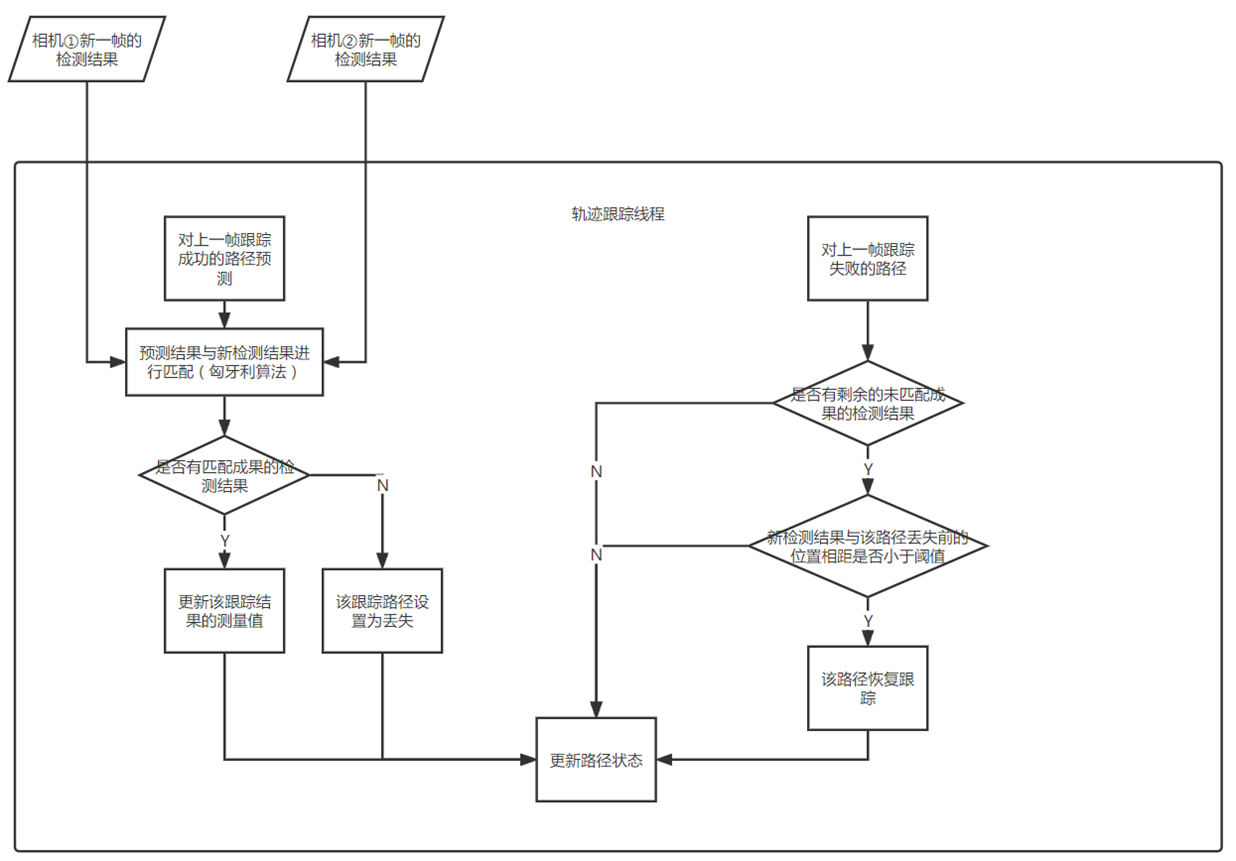 相机①新一帧的
检测结果
相机②新一帧的
检测结果
轨迹跟踪线程
对上一帧跟踪
成功的路径预
测
预测结果与新检测结果进
行匹配（匈牙利算法）
是否有匹配成果的检
测结果
N
Y
更新该跟踪结
果的测量值
该跟踪路径设
置为丢失
对上一帧跟踪
失败的路径
是否有剩余的未匹配成
果的检测结果
N
Y
新检测结果与该路径丢失前的
位置相距是否小于阈值
N
Y
该路径恢复跟
踪
更新路径状态